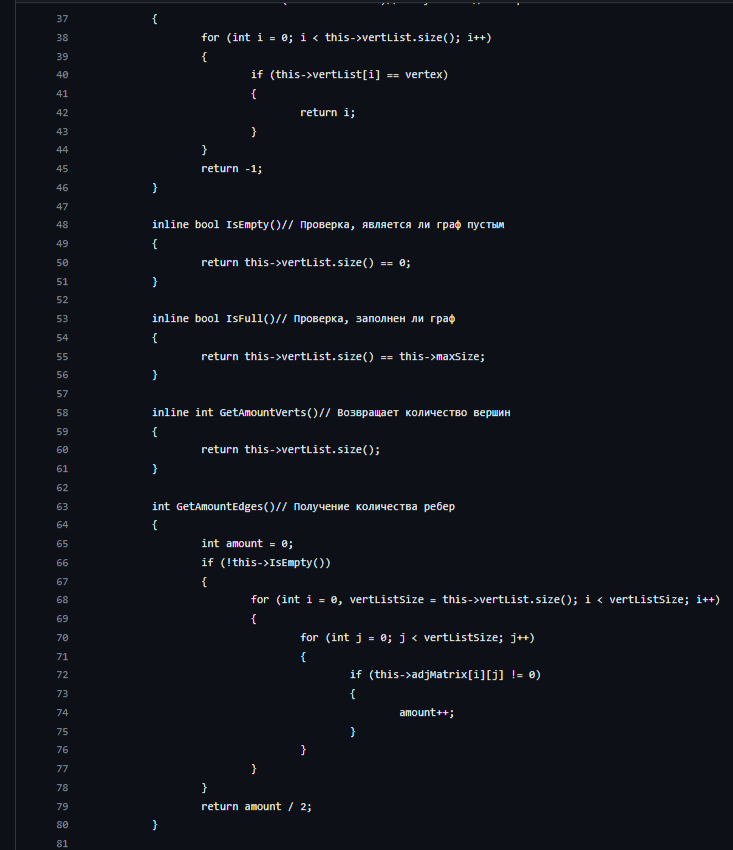 37 {
38 for (int i = 0; i < this->vertList.size(); i++)
39 {
40 if (this->vertList[i] == vertex)
41 {
42 return i;
43 }
44 }
45 return -1;
46 }
47
48 inline bool IsEmpty()// Проверка, является ли граф пустым
49 {
50 return this->vertList.size() == 0;
51 }
52
53 inline bool IsFull()// Проверка, заполнен ли граф
54 {
55 return this->vertList.size() == this->maxSize;
56 }
57
58 inline int GetAmountVerts()// Возвращает количество вершин
59 {
60 return this->vertList.size();
61 }
62
63 int GetAmountEdges()// Получение количества ребер
64 {
65 int amount = 0;
66 if (!this->IsEmpty())
67 {
68 for (int i = 0, vertListSize = this->vertList.size(); i < vertListSize; i++)
69 {
70 for (int j = 0; j < vertListSize; j++)
71 {
72 if (this->adjMatrix[i][j] != 0)
73 {
74 amount++;
75 }
76 }
77 }
78 }
79 return amount / 2;
80 }
81